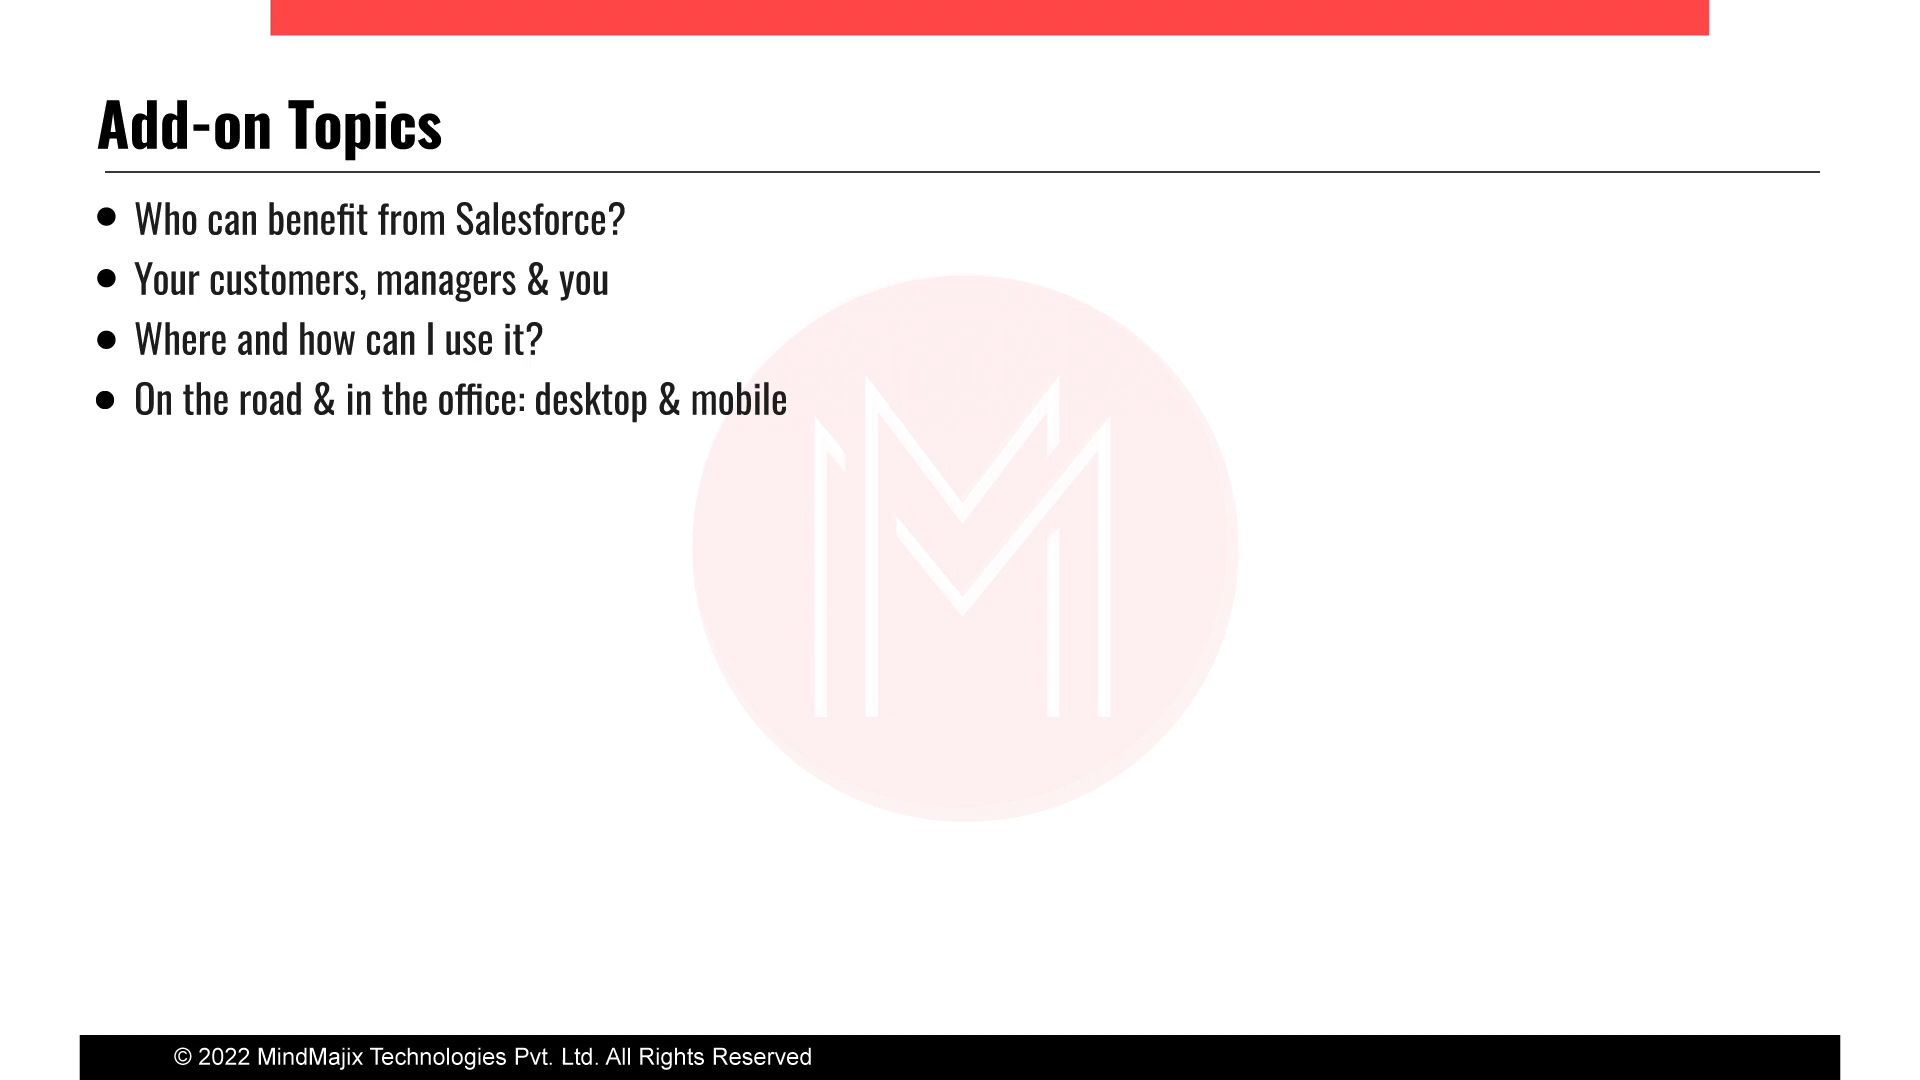 Add-on Topics
● Who can benefit from Salesforce?
● Your customers, managers & you
● Where and how can I use it?
● On the road & in the office: desktop & mobile
© 2022 MindMajix Technologies Pvt. Ltd. All Rights Reserved